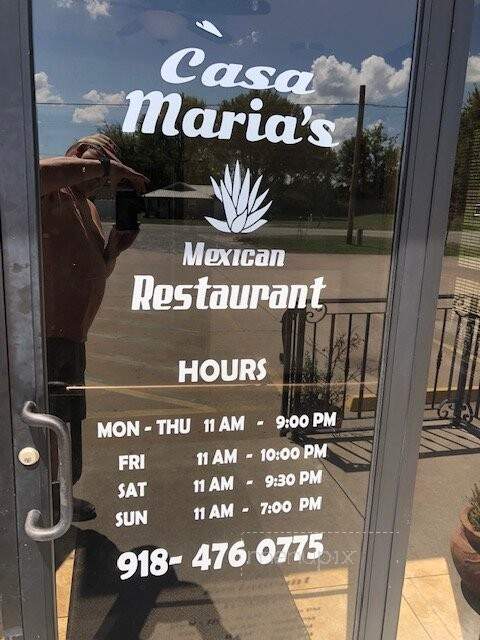 Casa
Maria's
Mexican
Restaurant
HOURS
MON - THU 11 AM - 9:00 PM
FRI 11 AM - 10:00 PM
SAT 11 AM - 9:30 PM
SUN 11 AM - 7:00 PM
918- 476 0775